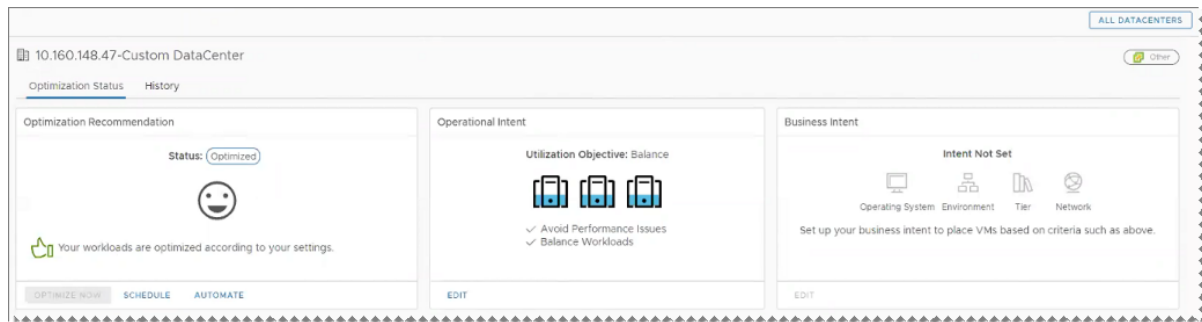 ALL DATACENTERS
10.160.148.47-Custom DataCenter
Other
Optimization Status History
Optimization Recommendation
Status: Optimized
Your workloads are optimized according to your settings.
OPTIMIZE NOW SCHEDULE AUTOMATE
Operational Intent
Utilization Objective: Balance
Avoid Performance Issues
Balance Workloads
EDIT
Business Intent
Intent Not Set
Operating System Environment Tier Network
Set up your business intent to place VMs based on criteria such as above.
EDIT